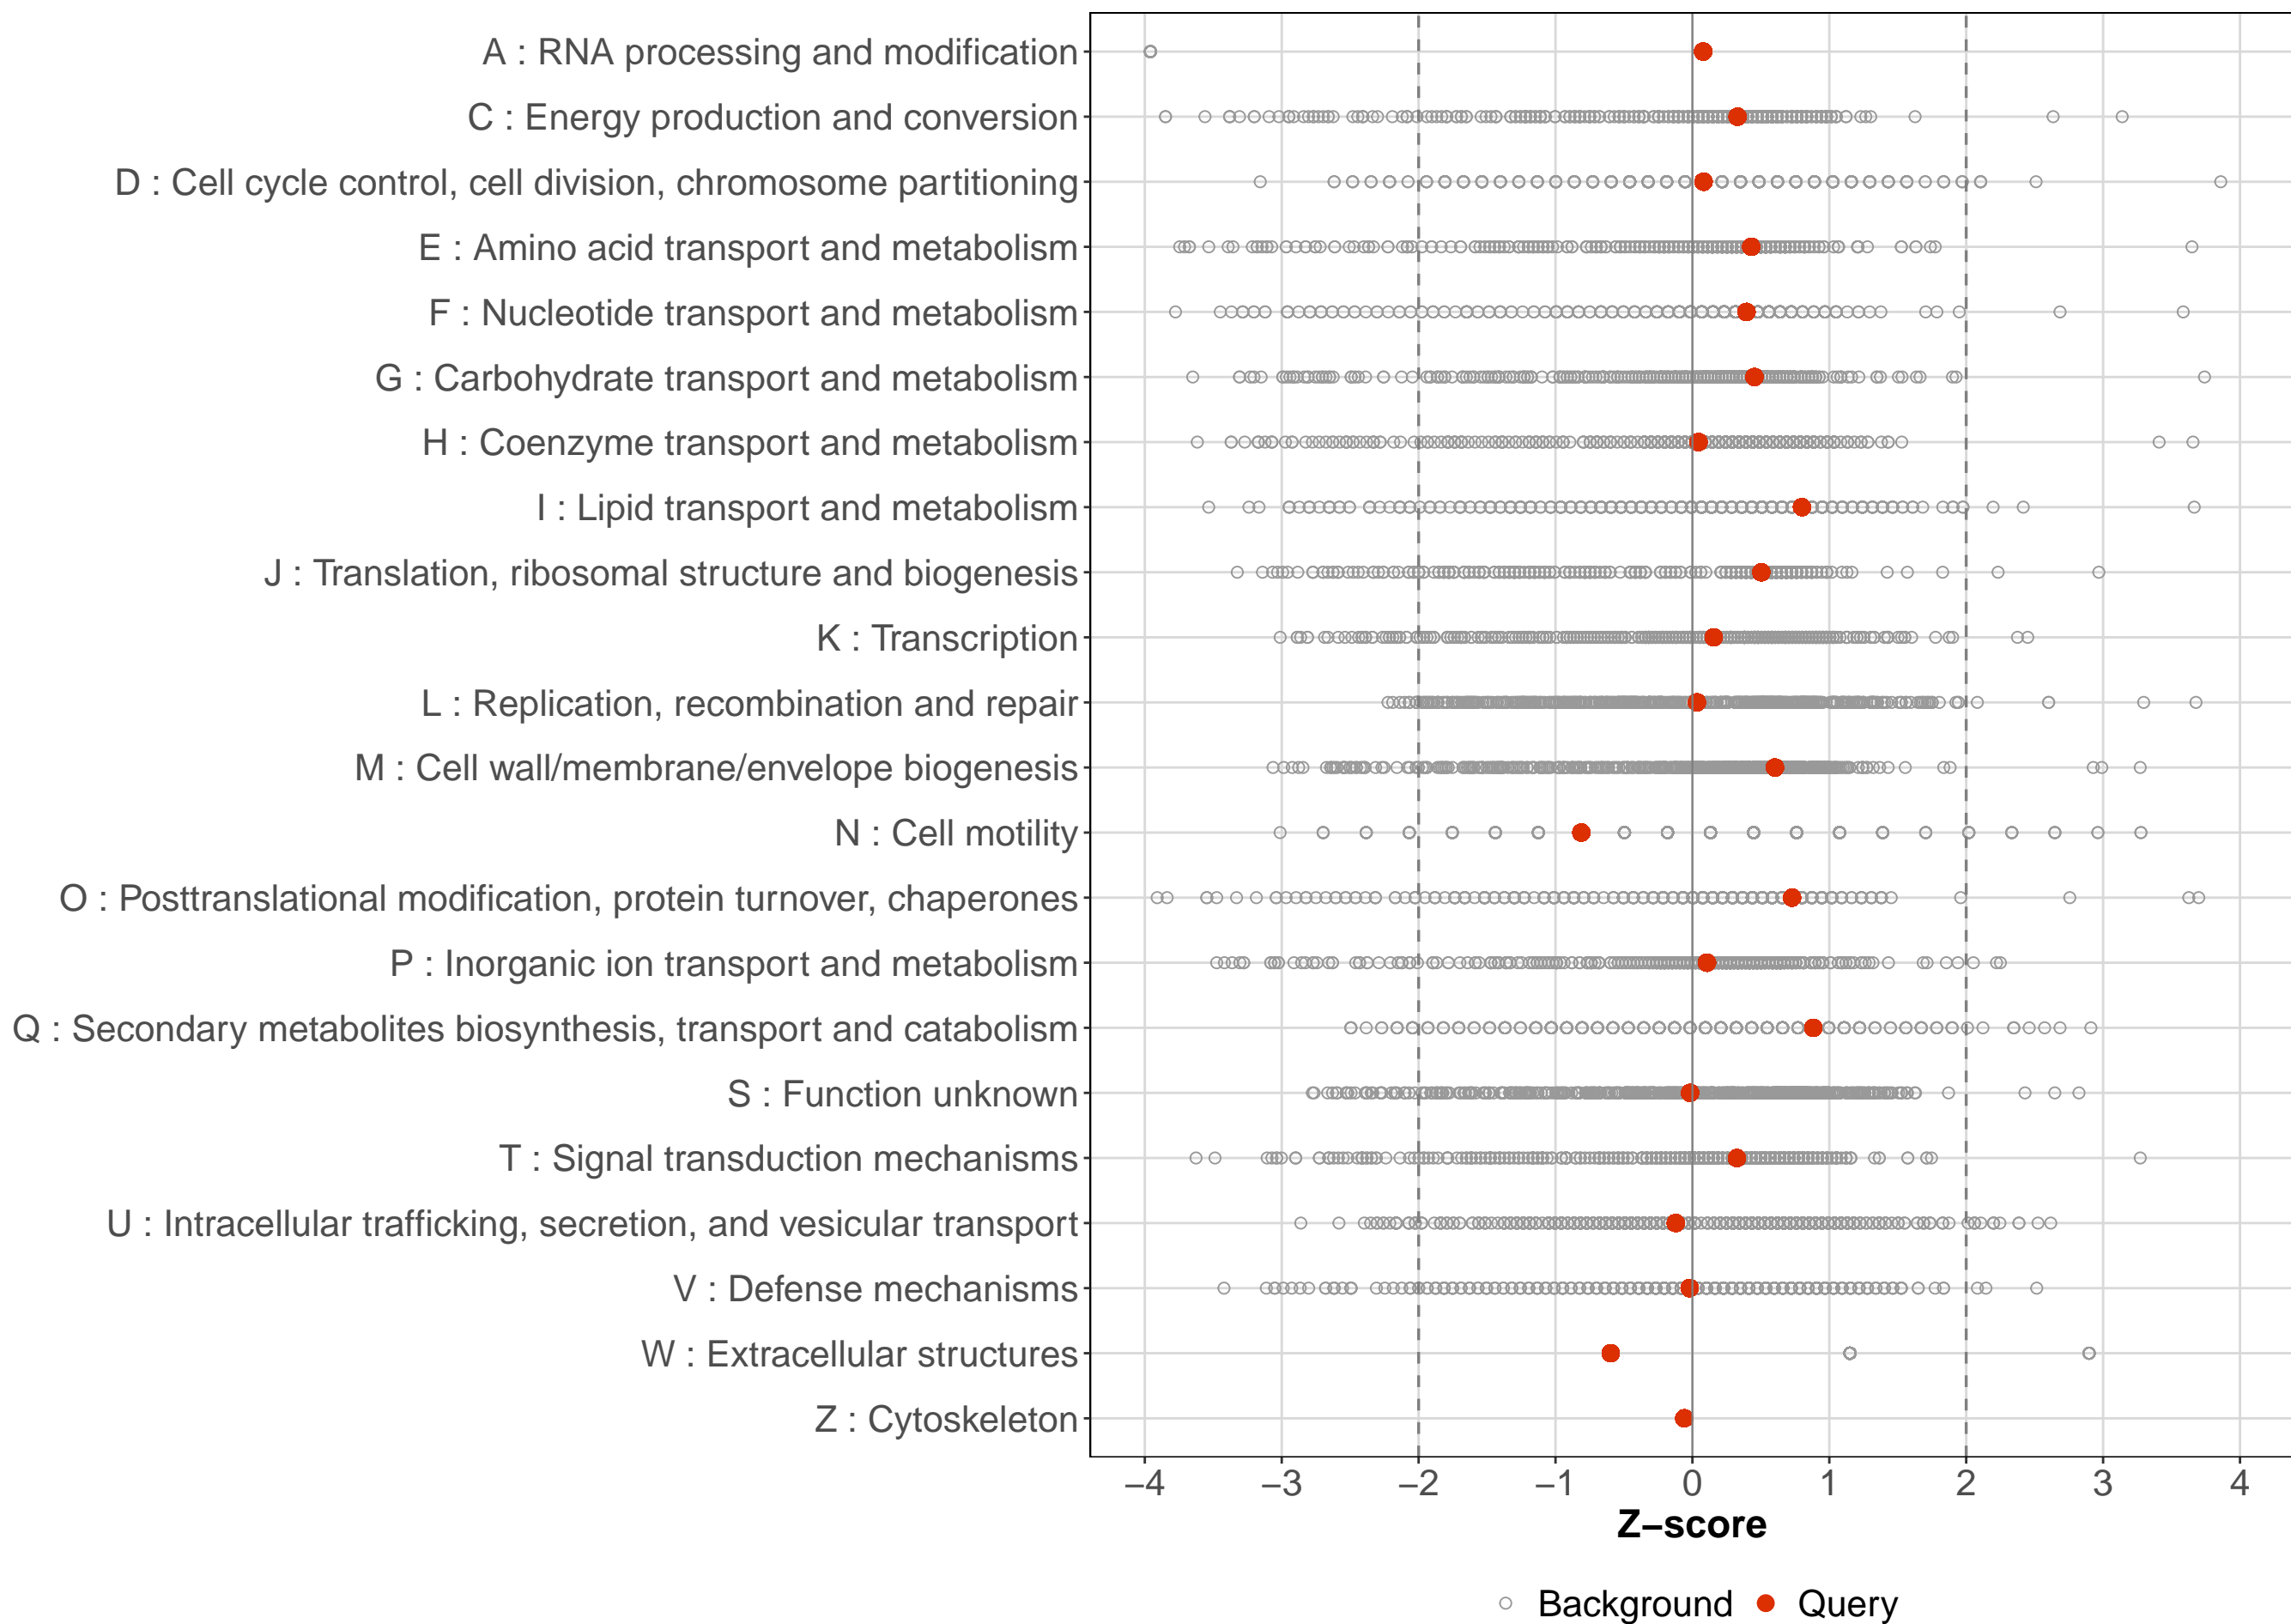 A : RNA processing and modification
C : Energy production and conversion
D : Cell cycle control, cell division, chromosome partitioning
E : Amino acid transport and metabolism
F : Nucleotide transport and metabolism
G : Carbohydrate transport and metabolism
H : Coenzyme transport and metabolism
I : Lipid transport and metabolism
J : Translation, ribosomal structure and biogenesis
K : Transcription
L : Replication, recombination and repair
M : Cell wall/membrane/envelope biogenesis
N : Cell motility
O : Posttranslational modification, protein turnover, chaperones
P : Inorganic ion transport and metabolism
Q : Secondary metabolites biosynthesis, transport and catabolism
S : Function unknown
T : Signal transduction mechanisms
U : Intracellular trafficking, secretion, and vesicular transport
V : Defense mechanisms
W : Extracellular structures
Z : Cytoskeleton
−4 −3 −2 −1 0 1 2 3 4
Z−score
Background Query